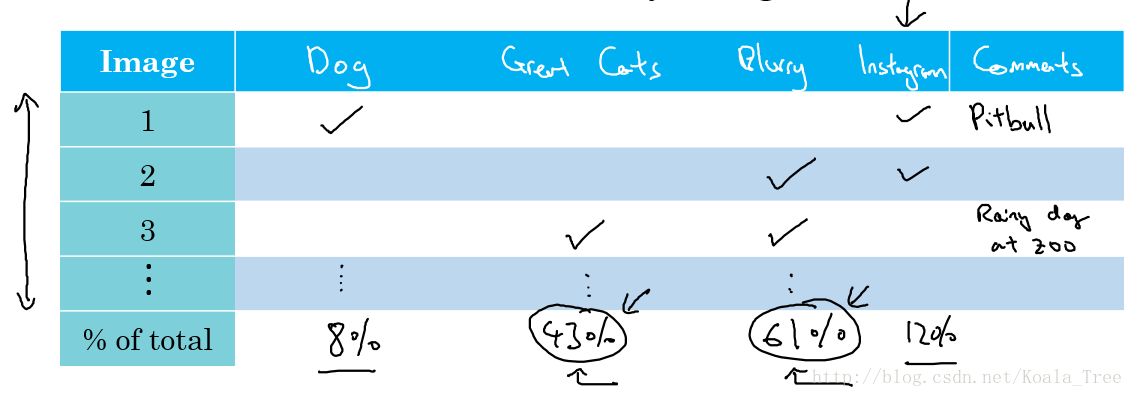 Image Dog Great Cats Blurry Instagram Comments
1 ✓ ✓ Pitbull
2 ✓ ✓
3 ✓ ✓ Rainy day
at zoo
⋮ ⋮ ⋮ ⋮
% of total 8% 43% 61% 12%
http://blog.csdn.net/Koala_Tree